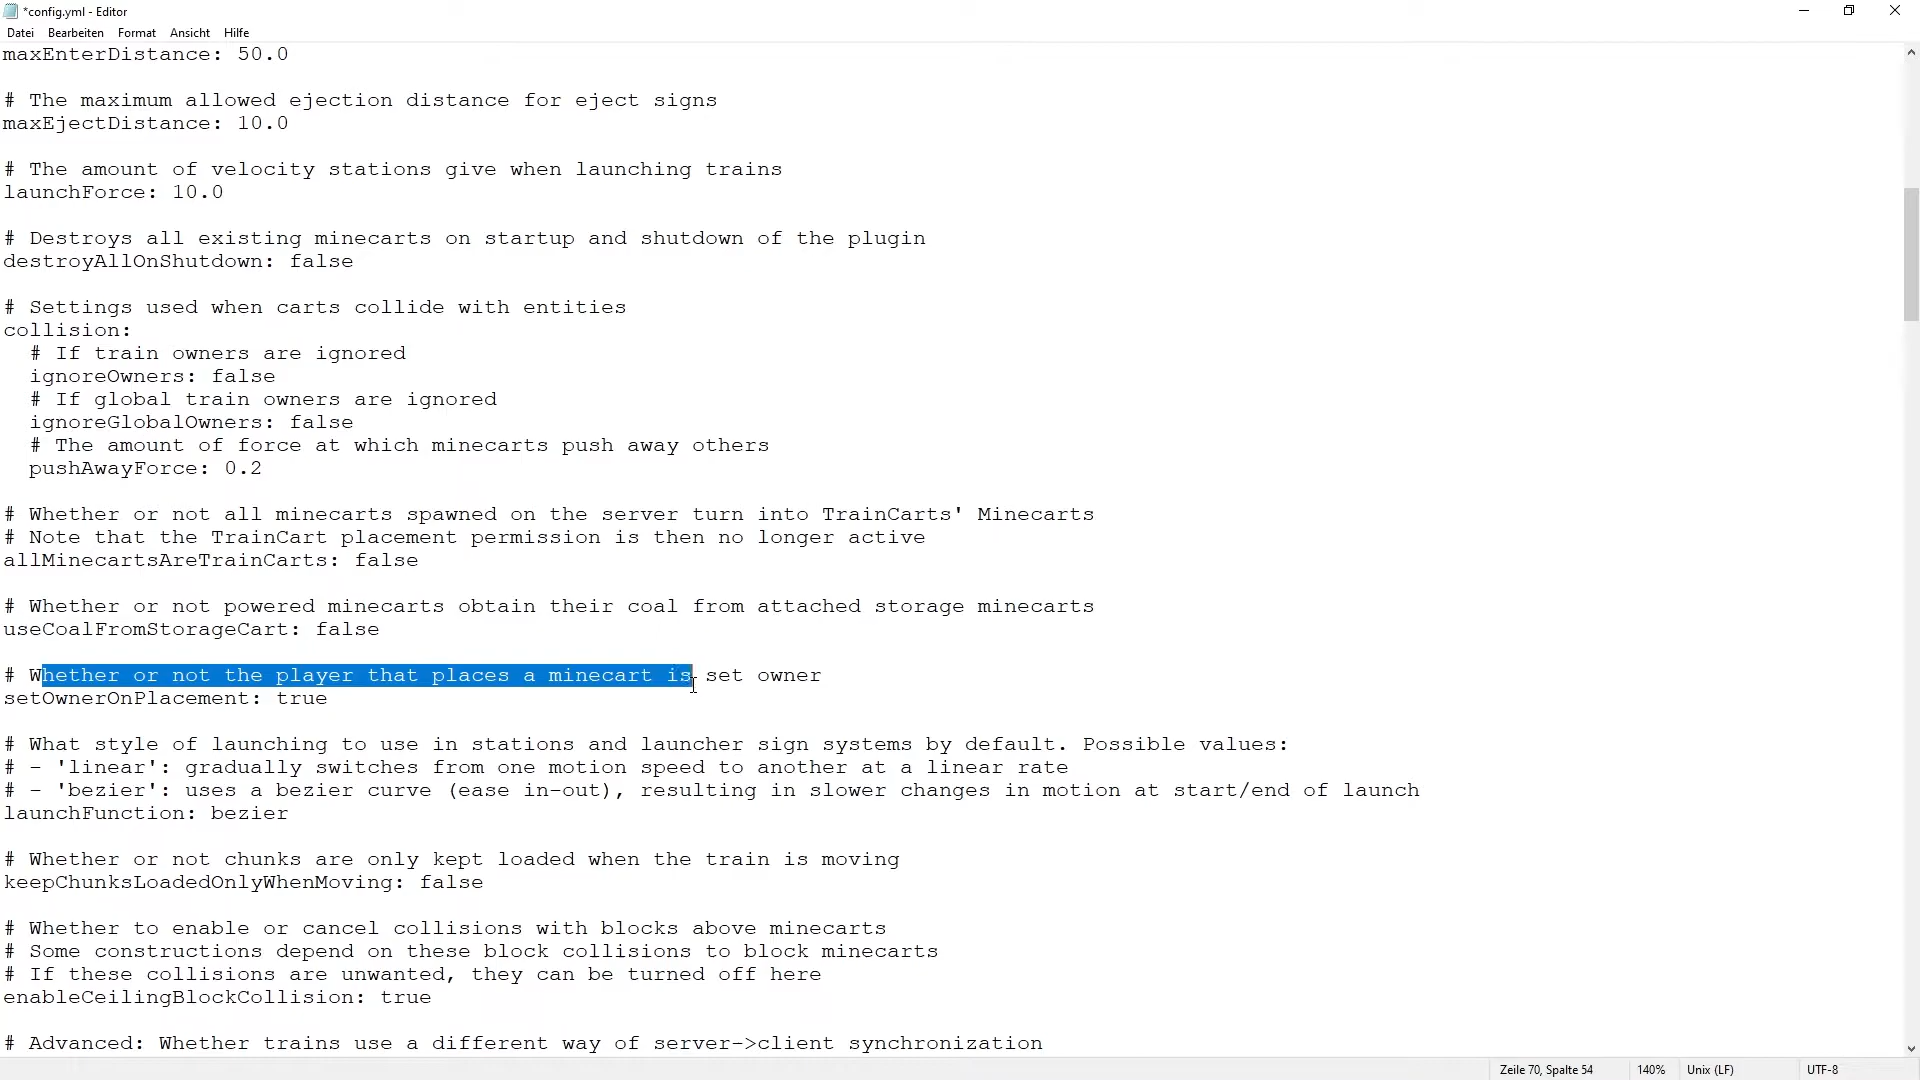 *config.yml - Editor
Datei Bearbeiten Format Ansicht Hilfe
maxEnterDistance: 50.0
# The maximum allowed ejection distance for eject signs
maxEjectDistance: 10.0
# The amount of velocity stations give when launching trains
launchForce: 10.0
# Destroys all existing minecarts on startup and shutdown of the plugin
destroyAllOnShutdown: false
# Settings used when carts collide with entities
collision:
# If train owners are ignored
ignoreOwners: false
# If global train owners are ignored
ignoreGlobalOwners: false
# The amount of force at which minecarts push away others
pushAwayForce: 0.2
# Whether or not all minecarts spawned on the server turn into TrainCarts' Minecarts
# Note that the TrainCart placement permission is then no longer active
allMinecartsAreTrainCarts: false
# Whether or not powered minecarts obtain their coal from attached storage minecarts
useCoalFromStorageCart: false
# Whether or not the player that places a minecart is set owner
setOwnerOnPlacement: true
# What style of launching to use in stations and launcher sign systems by default. Possible values:
# - 'linear': gradually switches from one motion speed to another at a linear rate
# - 'bezier': uses a bezier curve (ease in-out), resulting in slower changes in motion at start/end of launch
launchFunction: bezier
# Whether or not chunks are only kept loaded when the train is moving
keepChunksLoadedOnlyWhenMoving: false
# Whether to enable or cancel collisions with blocks above minecarts
# Some constructions depend on these block collisions to block minecarts
# If these collisions are unwanted, they can be turned off here
enableCeilingBlockCollision: true
# Advanced: Whether trains use a different way of server->client synchronization
Zeile 70, Spalte 54 140% Unix (LF) UTF-8